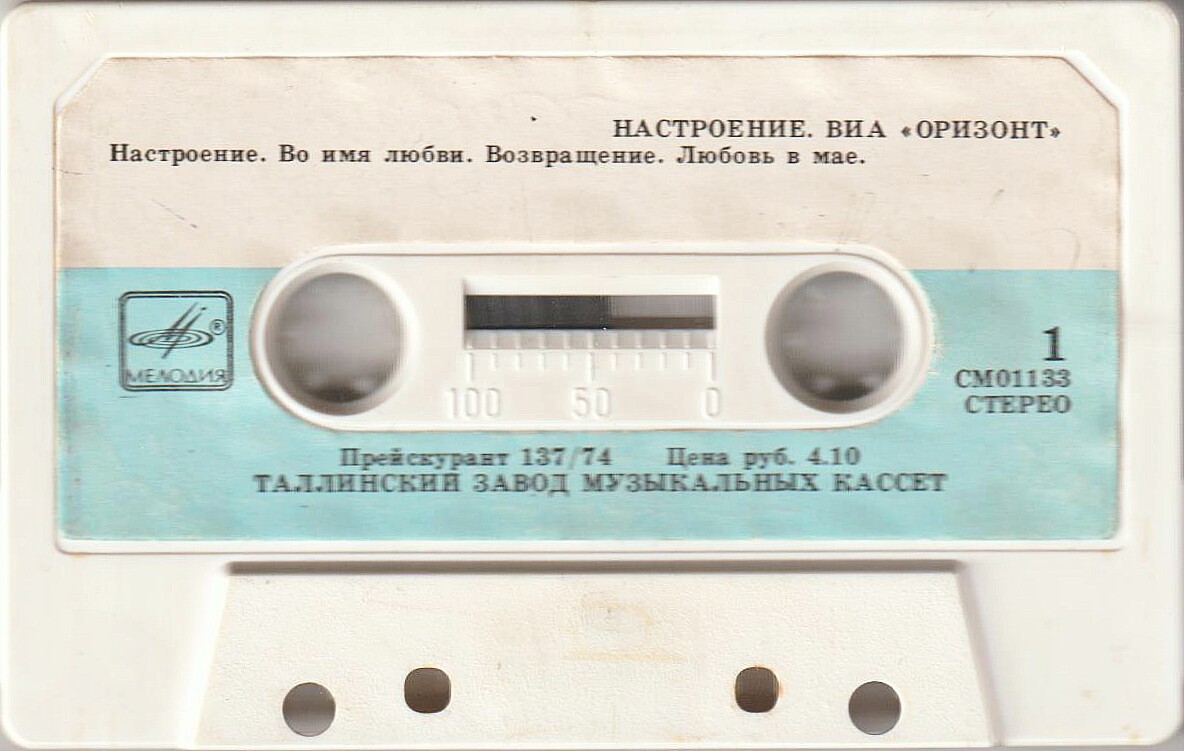 НАСТРОЕНИЕ. ВИА «ОРИЗОНТ»
Настроение. Во имя любви. Возвращение. Любовь в мае.
®
МЕЛОДИЯ
1
СМ01133
СТЕРЕО
100 50 0
Прейскурант 137/74 Цена руб. 4.10
ТАЛЛИНСКИЙ ЗАВОД МУЗЫКАЛЬНЫХ КАССЕТ